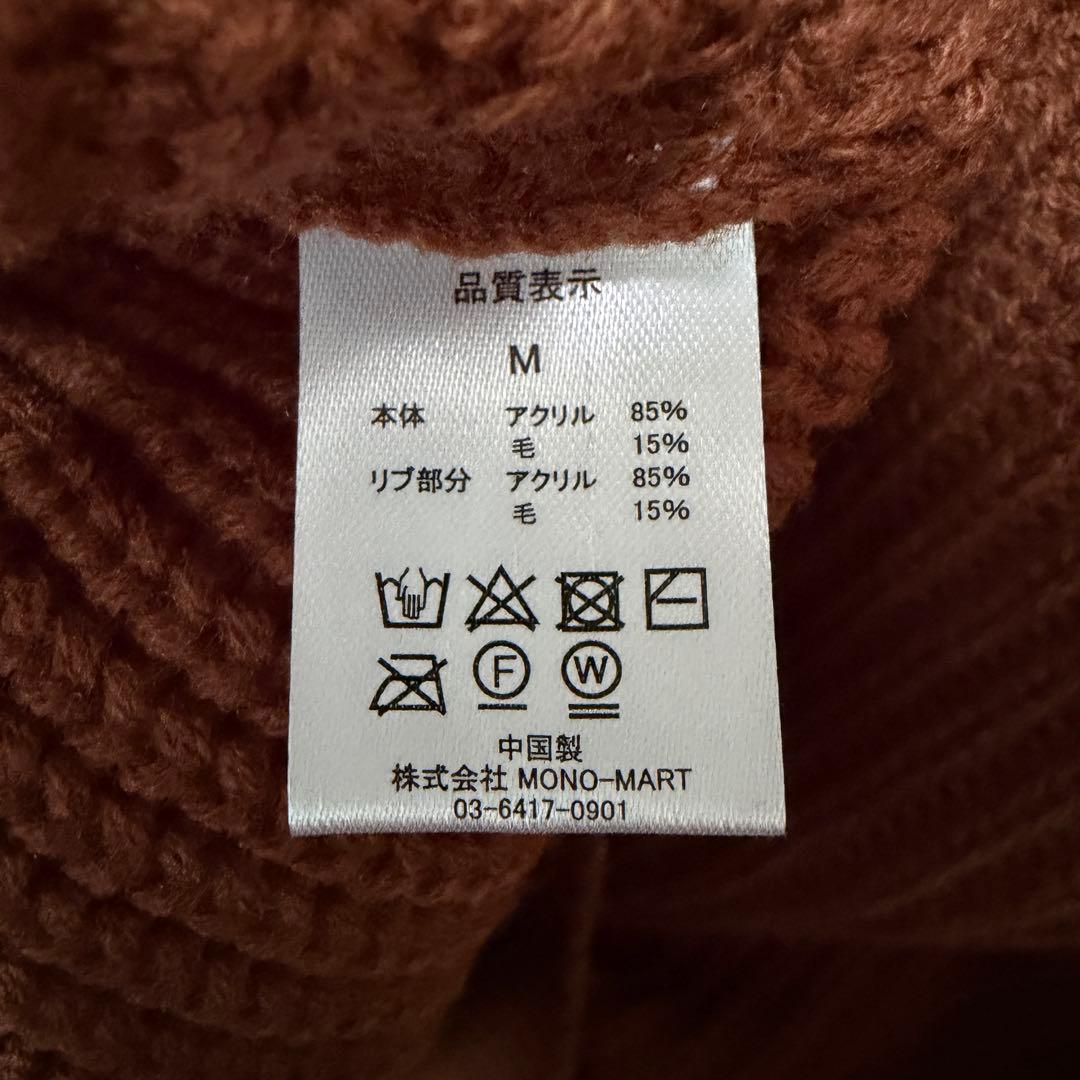 品質表示
M
本体 アクリル 85%
毛 15%
リブ部分 アクリル 85%
毛 15%
F W
中国製
株式会社 MONO-MART
03-6417-0901